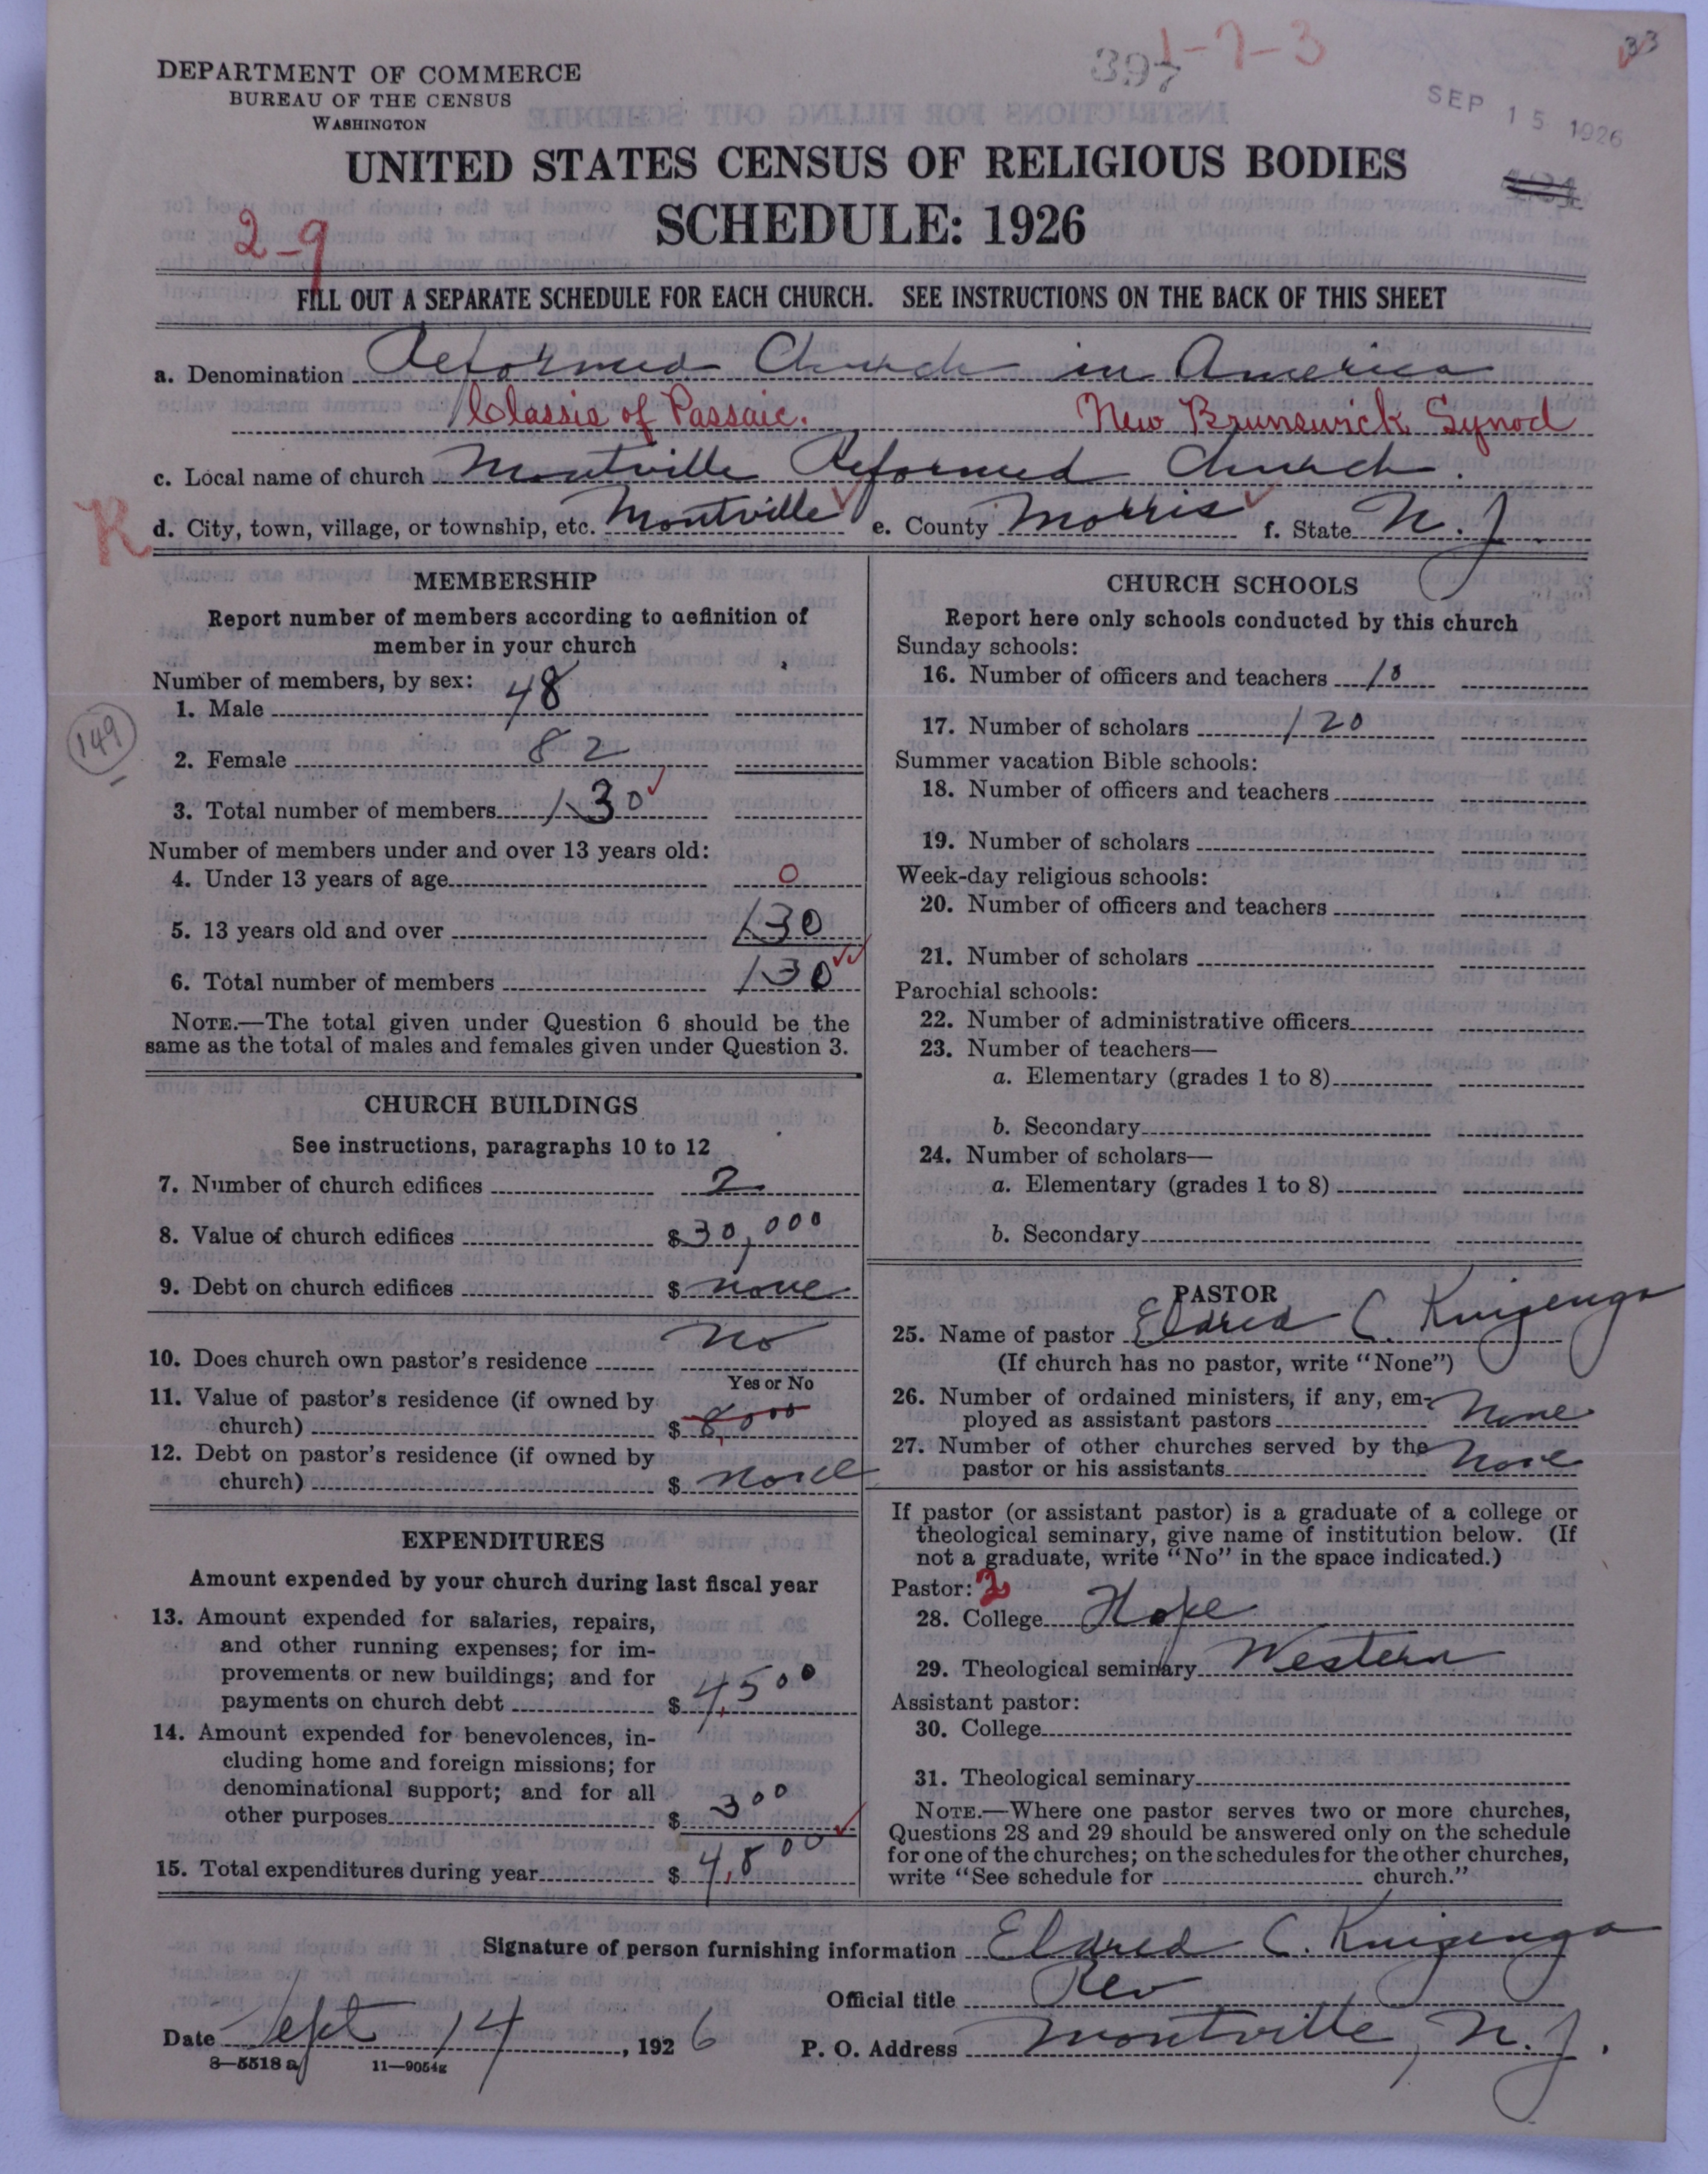 397 1-7-3
33
DEPARTMENT OF COMMERCE
BUREAU OF THE CENSUS
WASHINGTON
SEP 15 1926
UNITED STATES CENSUS OF RELIGIOUS BODIES
SCHEDULE: 1926
2-9
FILL OUT A SEPARATE SCHEDULE FOR EACH CHURCH. SEE INSTRUCTIONS ON THE BACK OF THIS SHEET
a. Denomination Reformed Church in America
Classis of Passaic. New Brunswick Synod
c. Local name of church Montville Reformed Church.
K
d. City, town, village, or township, etc. Montville e. County Morris f. State N. J.
MEMBERSHIP
Report number of members according to definition of
member in your church
Number of members, by sex:
1. Male 48
149
2. Female 82
3. Total number of members 130
Number of members under and over 13 years old:
4. Under 13 years of age 0
5. 13 years old and over 130
6. Total number of members 130
NOTE.—The total given under Question 6 should be the
same as the total of males and females given under Question 3.
CHURCH BUILDINGS
See instructions, paragraphs 10 to 12
7. Number of church edifices 2
8. Value of church edifices $ 30,000
9. Debt on church edifices $ none
10. Does church own pastor's residence No
Yes or No
11. Value of pastor's residence (if owned by
church) $ 8,000
12. Debt on pastor's residence (if owned by
church) $ none
EXPENDITURES
Amount expended by your church during last fiscal year
13. Amount expended for salaries, repairs,
and other running expenses; for im-
provements or new buildings; and for
payments on church debt $ 4,500
14. Amount expended for benevolences, in-
cluding home and foreign missions; for
denominational support; and for all
other purposes $ 300
15. Total expenditures during year $ 4,800
CHURCH SCHOOLS
Report here only schools conducted by this church
Sunday schools:
16. Number of officers and teachers 10
17. Number of scholars 120
Summer vacation Bible schools:
18. Number of officers and teachers
19. Number of scholars
Week-day religious schools:
20. Number of officers and teachers
21. Number of scholars
Parochial schools:
22. Number of administrative officers
23. Number of teachers—
a. Elementary (grades 1 to 8)
b. Secondary
24. Number of scholars—
a. Elementary (grades 1 to 8)
b. Secondary
PASTOR
25. Name of pastor Eldred C. Kuizenga
(If church has no pastor, write "None")
26. Number of ordained ministers, if any, em-
ployed as assistant pastors None
27. Number of other churches served by the
pastor or his assistants None
If pastor (or assistant pastor) is a graduate of a college or
theological seminary, give name of institution below. (If
not a graduate, write "No" in the space indicated.)
Pastor: 2
28. College Hope
29. Theological seminary Western
Assistant pastor:
30. College
31. Theological seminary
NOTE.—Where one pastor serves two or more churches,
Questions 28 and 29 should be answered only on the schedule
for one of the churches; on the schedules for the other churches,
write "See schedule for church."
Signature of person furnishing information Eldred C. Kuizenga
Official title Rev
Date Sept 14, 1926 P. O. Address Montville, N. J.
8—5518 a 11—9054g